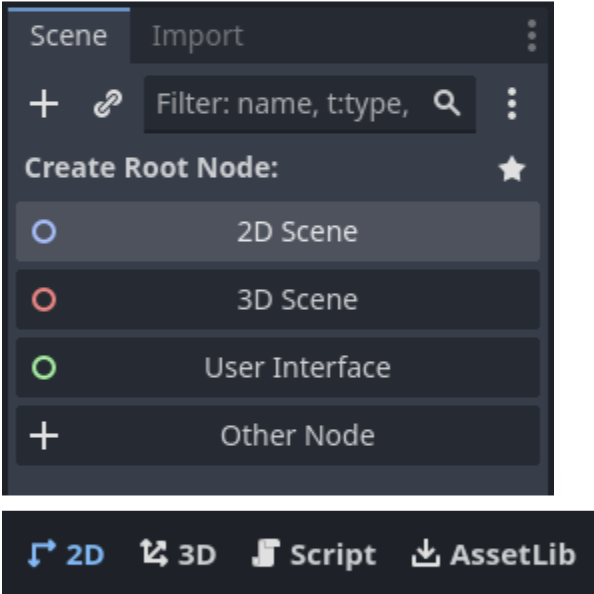 Scene Import
Filter: name, t:type,
Create Root Node:
2D Scene
3D Scene
User Interface
Other Node
2D 3D Script AssetLib